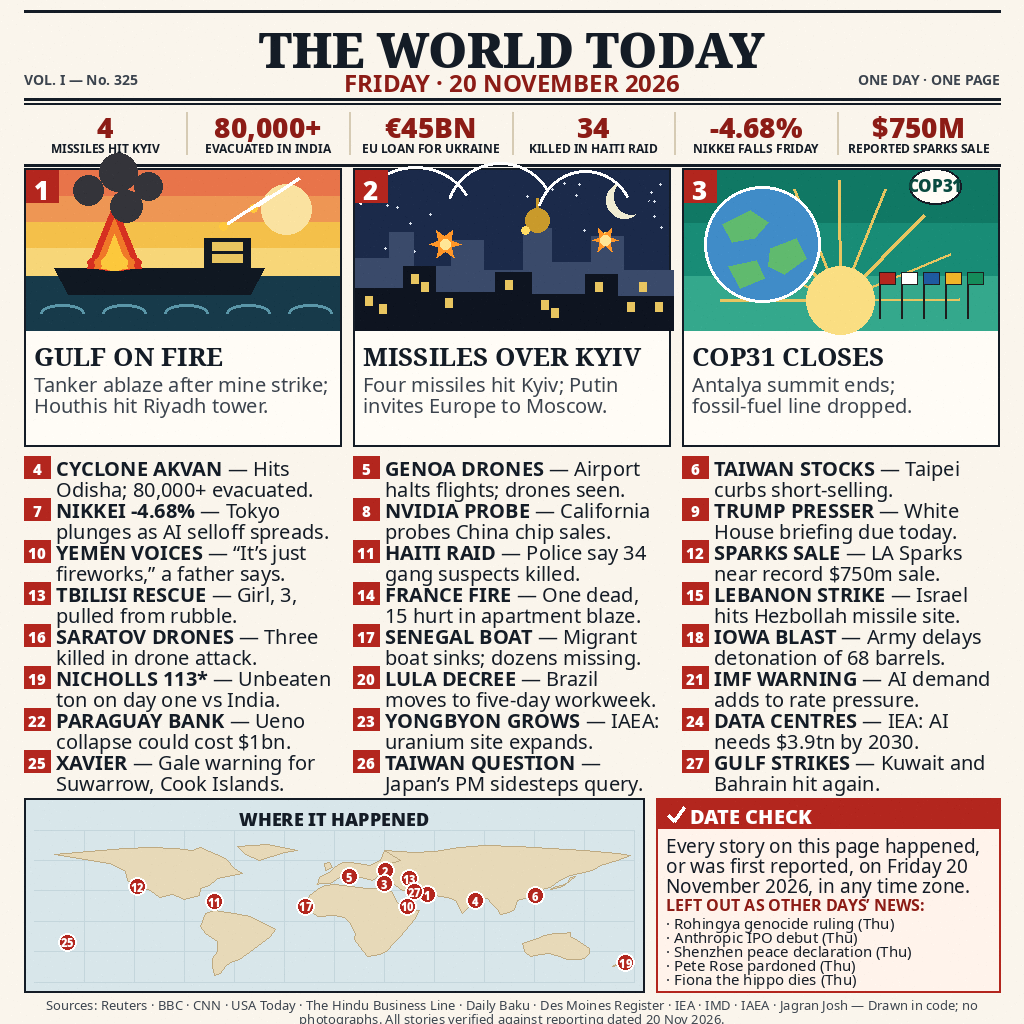 THE WORLD TODAY
VOL. I — No. 325
FRIDAY · 20 NOVEMBER 2026
ONE DAY · ONE PAGE
4
MISSILES HIT KYIV
80,000+
EVACUATED IN INDIA
€45BN
EU LOAN FOR UKRAINE
34
KILLED IN HAITI RAID
-4.68%
NIKKEI FALLS FRIDAY
$750M
REPORTED SPARKS SALE
1
GULF ON FIRE
Tanker ablaze after mine strike;
Houthis hit Riyadh tower.
2
MISSILES OVER KYIV
Four missiles hit Kyiv; Putin
invites Europe to Moscow.
3
COP31
COP31 CLOSES
Antalya summit ends;
fossil-fuel line dropped.
4 CYCLONE AKVAN — Hits
Odisha; 80,000+ evacuated.
5 GENOA DRONES — Airport
halts flights; drones seen.
6 TAIWAN STOCKS — Taipei
curbs short-selling.
7 NIKKEI -4.68% — Tokyo
plunges as AI selloff spreads.
8 NVIDIA PROBE — California
probes China chip sales.
9 TRUMP PRESSER — White
House briefing due today.
10 YEMEN VOICES — “It’s just
fireworks,” a father says.
11 HAITI RAID — Police say 34
gang suspects killed.
12 SPARKS SALE — LA Sparks
near record $750m sale.
13 TBILISI RESCUE — Girl, 3,
pulled from rubble.
14 FRANCE FIRE — One dead,
15 hurt in apartment blaze.
15 LEBANON STRIKE — Israel
hits Hezbollah missile site.
16 SARATOV DRONES — Three
killed in drone attack.
17 SENEGAL BOAT — Migrant
boat sinks; dozens missing.
18 IOWA BLAST — Army delays
detonation of 68 barrels.
19 NICHOLLS 113* — Unbeaten
ton on day one vs India.
20 LULA DECREE — Brazil
moves to five-day workweek.
21 IMF WARNING — AI demand
adds to rate pressure.
22 PARAGUAY BANK — Ueno
collapse could cost $1bn.
23 YONGBYON GROWS — IAEA:
uranium site expands.
24 DATA CENTRES — IEA: AI
needs $3.9tn by 2030.
25 XAVIER — Gale warning for
Suwarrow, Cook Islands.
26 TAIWAN QUESTION —
Japan’s PM sidesteps query.
27 GULF STRIKES — Kuwait and
Bahrain hit again.
WHERE IT HAPPENED
12
11
25
17
5
2
3
13
27
1
10
4
6
19
DATE CHECK
Every story on this page happened,
or was first reported, on Friday 20
November 2026, in any time zone.
LEFT OUT AS OTHER DAYS’ NEWS:
· Rohingya genocide ruling (Thu)
· Anthropic IPO debut (Thu)
· Shenzhen peace declaration (Thu)
· Pete Rose pardoned (Thu)
· Fiona the hippo dies (Thu)
Sources: Reuters · BBC · CNN · USA Today · The Hindu Business Line · Daily Baku · Des Moines Register · IEA · IMD · IAEA · Jagran Josh — Drawn in code; no
photographs. All stories verified against reporting dated 20 Nov 2026.